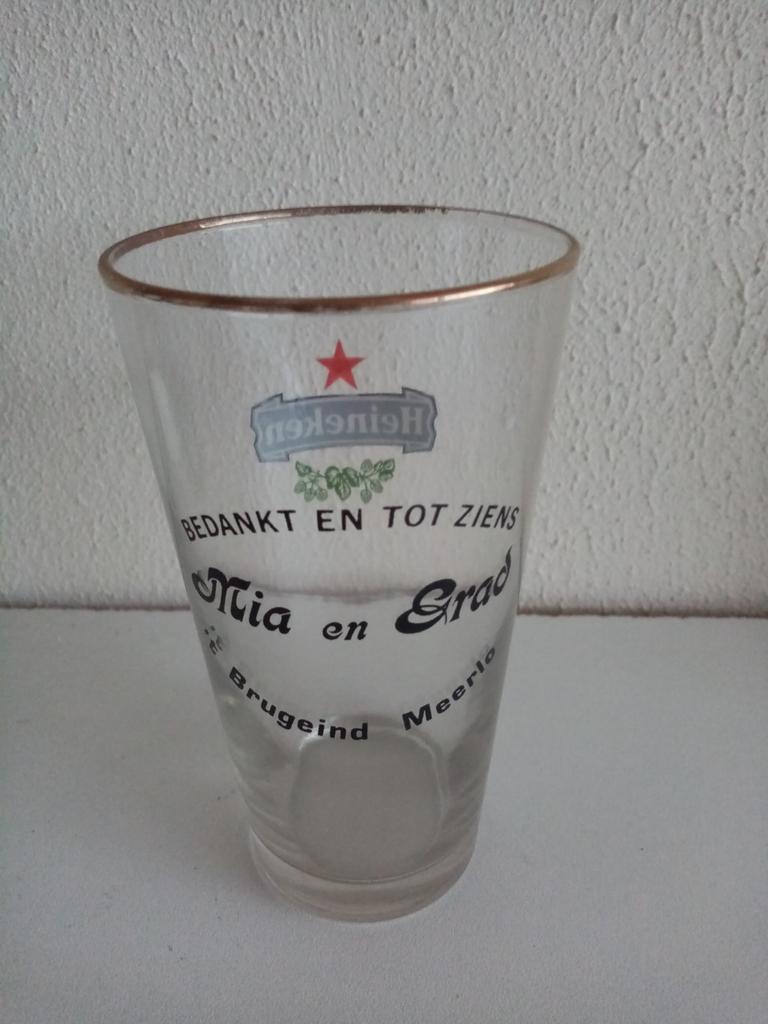 Heineken
BEDANKT EN TOT ZIENS
Mia en Grad
Brugeind Meerlo